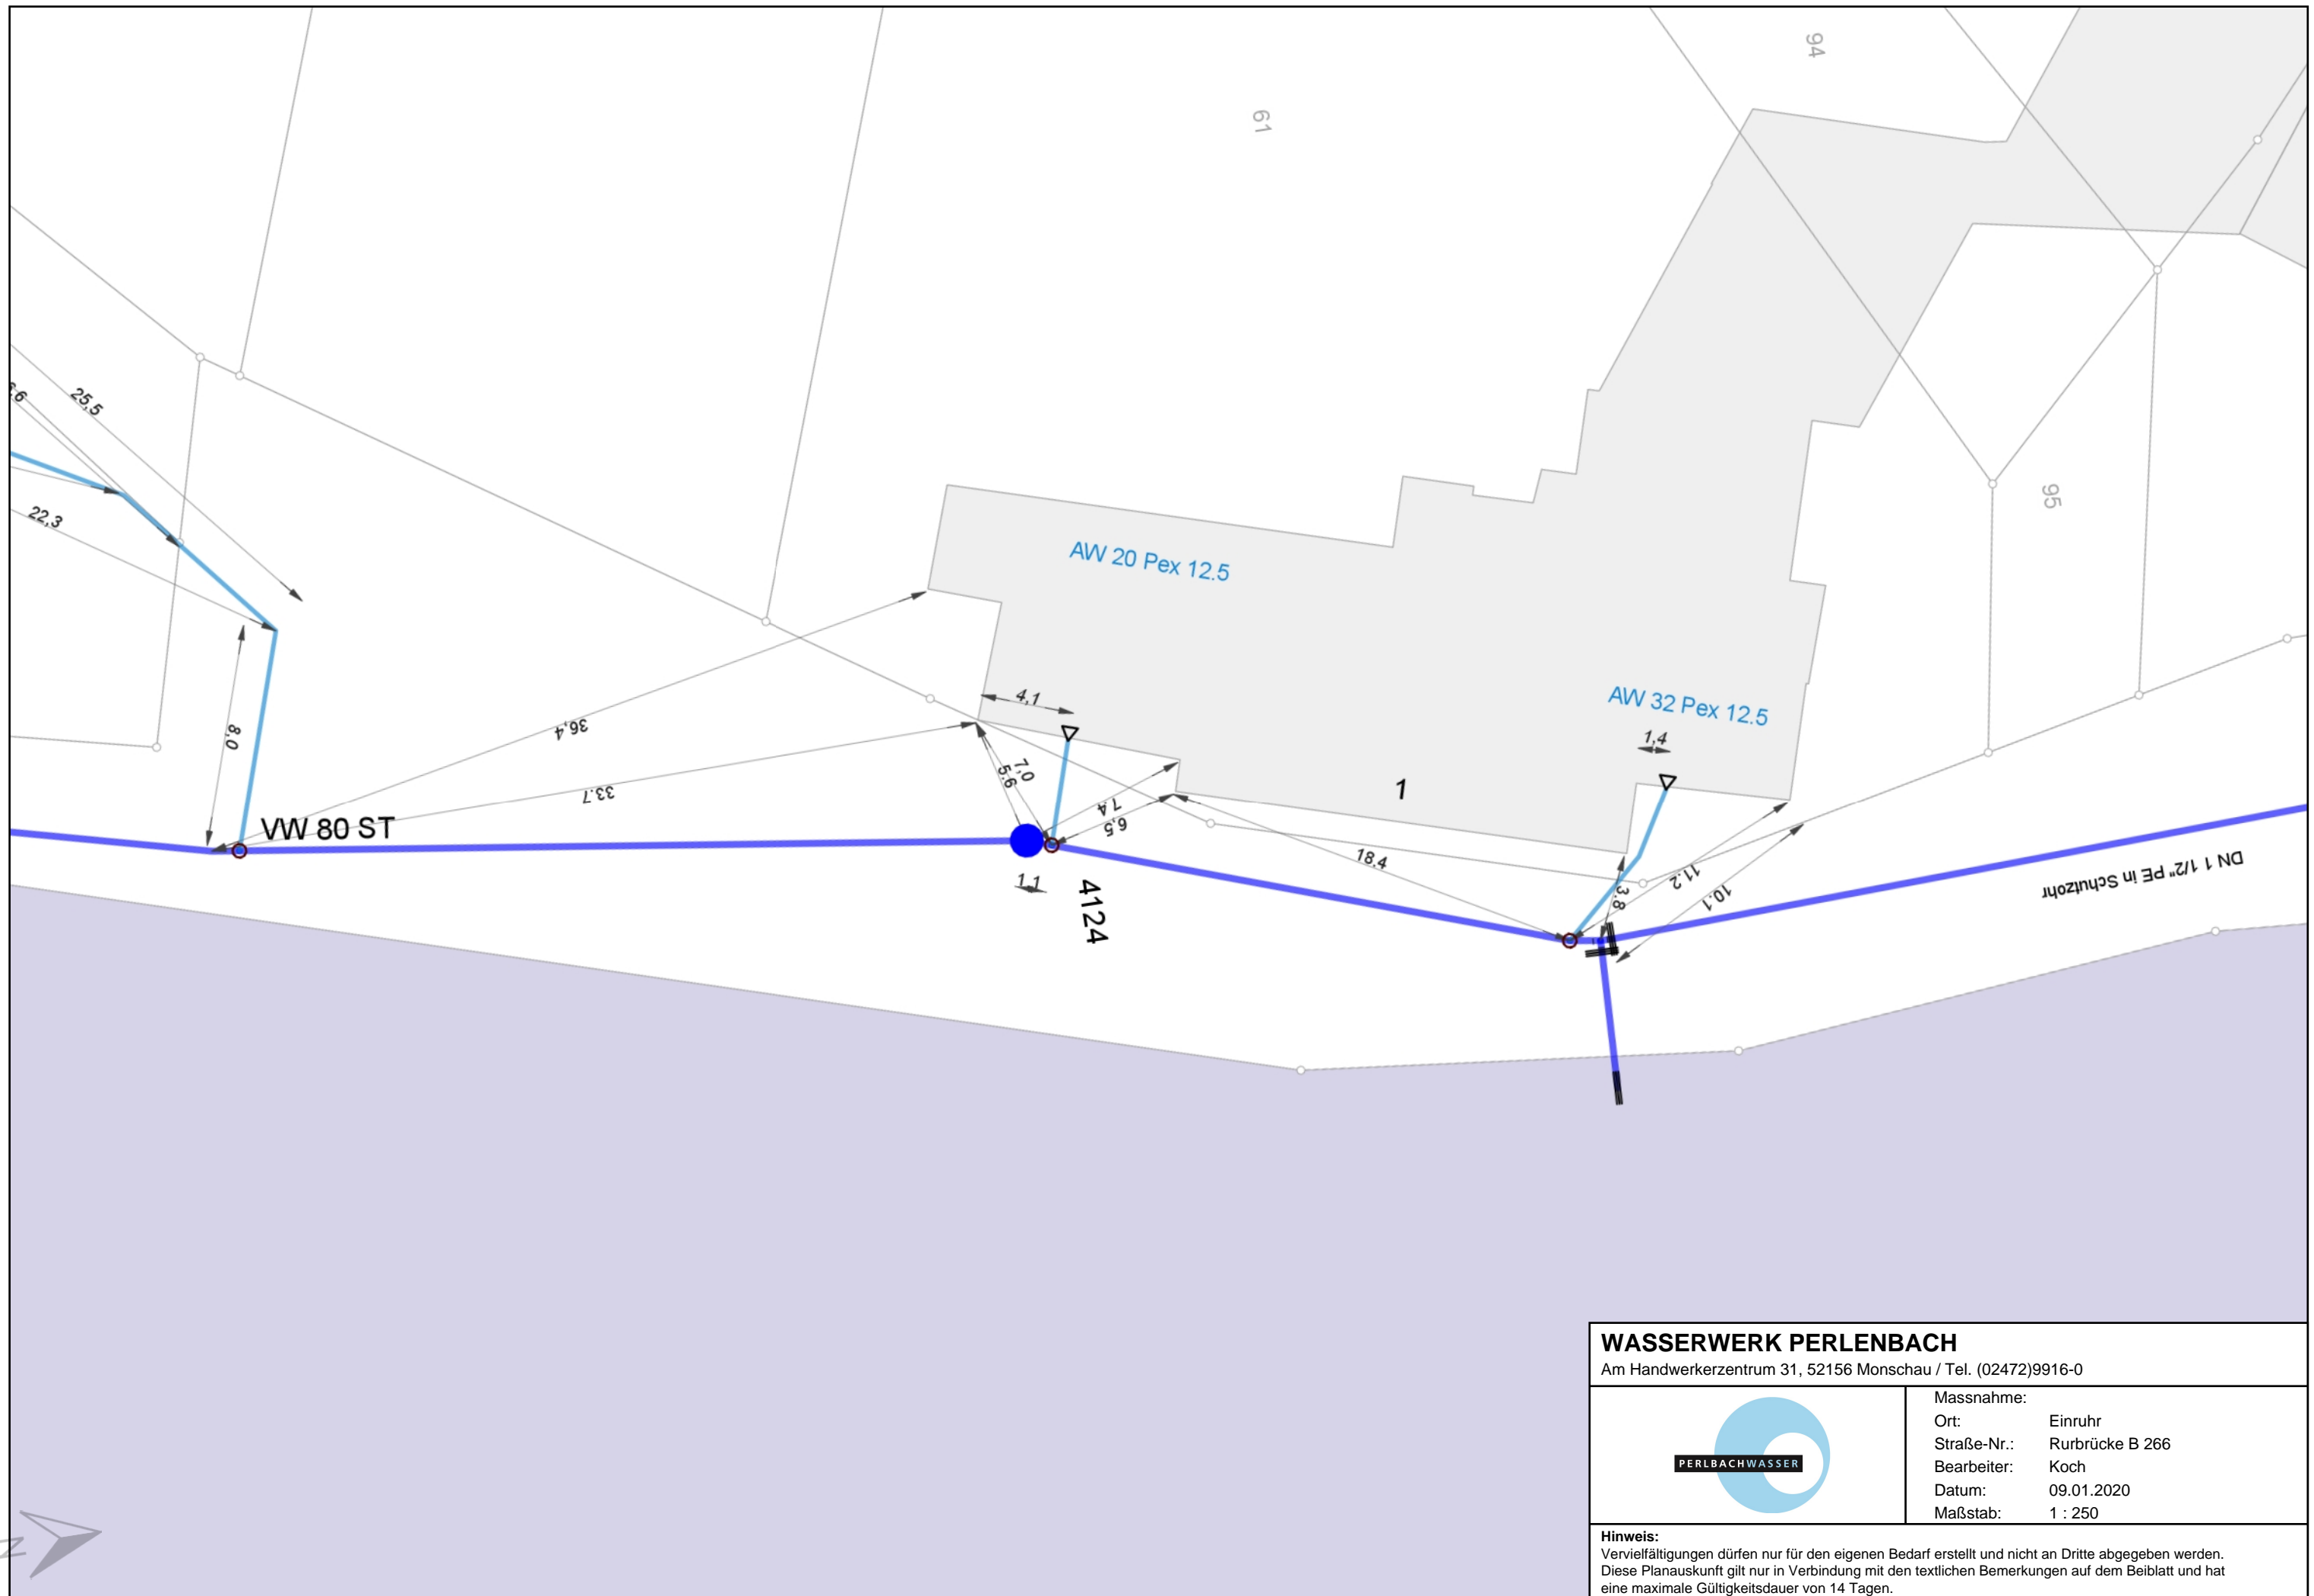 94
61
25,5
22,3
95
AW 20 Pex 12.5
8,0
36,4
4,1
AW 32 Pex 12.5
1,4
33.7
7,0
5,6
7.4
6,5
1
VW 80 ST
18.4
11.2
3.8
10.1
DN 1 1/2" PE in Schutzohr
1,1
4124
N
WASSERWERK PERLENBACH
Am Handwerkerzentrum 31, 52156 Monschau / Tel. (02472)9916-0
PERLBACHWASSER
Massnahme:
Ort: Einruhr
Straße-Nr.: Rurbrücke B 266
Bearbeiter: Koch
Datum: 09.01.2020
Maßstab: 1 : 250
Hinweis:
Vervielfältigungen dürfen nur für den eigenen Bedarf erstellt und nicht an Dritte abgegeben werden.
Diese Planauskunft gilt nur in Verbindung mit den textlichen Bemerkungen auf dem Beiblatt und hat
eine maximale Gültigkeitsdauer von 14 Tagen.